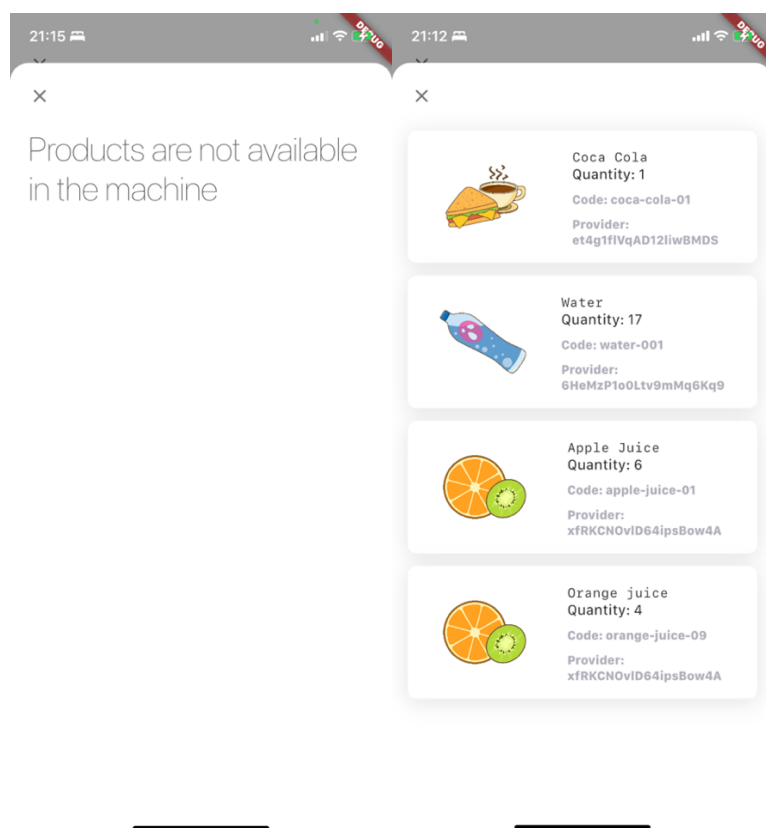 21:15
DEBUG
Products are not available
in the machine
21:12
DEBUG
Coca Cola
Quantity: 1
Code: coca-cola-01
Provider:
et4g1flVqAD12liwBMDS
Water
Quantity: 17
Code: water-001
Provider:
6HeMzP1o0Ltv9mMq6Kq9
Apple Juice
Quantity: 6
Code: apple-juice-01
Provider:
xfRKCNOvlD64ipsBow4A
Orange juice
Quantity: 4
Code: orange-juice-09
Provider:
xfRKCNOvlD64ipsBow4A